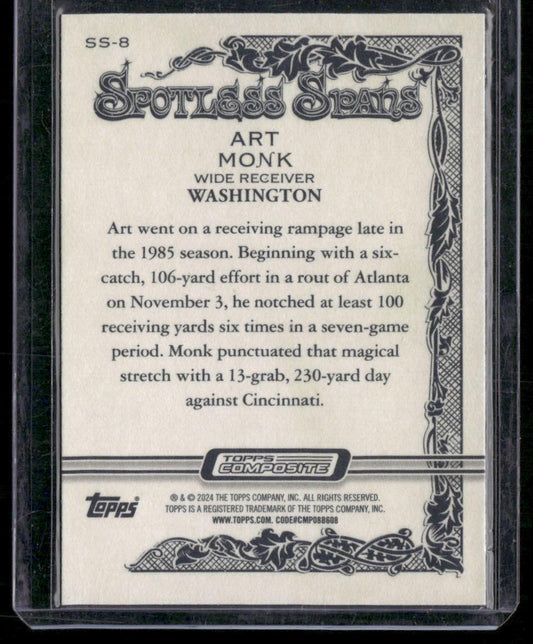 SS-8
SPOTLESS SPANS
ART
MONK
WIDE RECEIVER
WASHINGTON
Art went on a receiving rampage late in
the 1985 season. Beginning with a six-
catch, 106-yard effort in a rout of Atlanta
on November 3, he notched at least 100
receiving yards six times in a seven-game
period. Monk punctuated that magical
stretch with a 13-grab, 230-yard day
against Cincinnati.
TOPPS
COMPOSITE
Topps
® & © 2024 THE TOPPS COMPANY, INC. ALL RIGHTS RESERVED.
TOPPS IS A REGISTERED TRADEMARK OF THE TOPPS COMPANY, INC.
WWW.TOPPS.COM. CODE#CMP088608